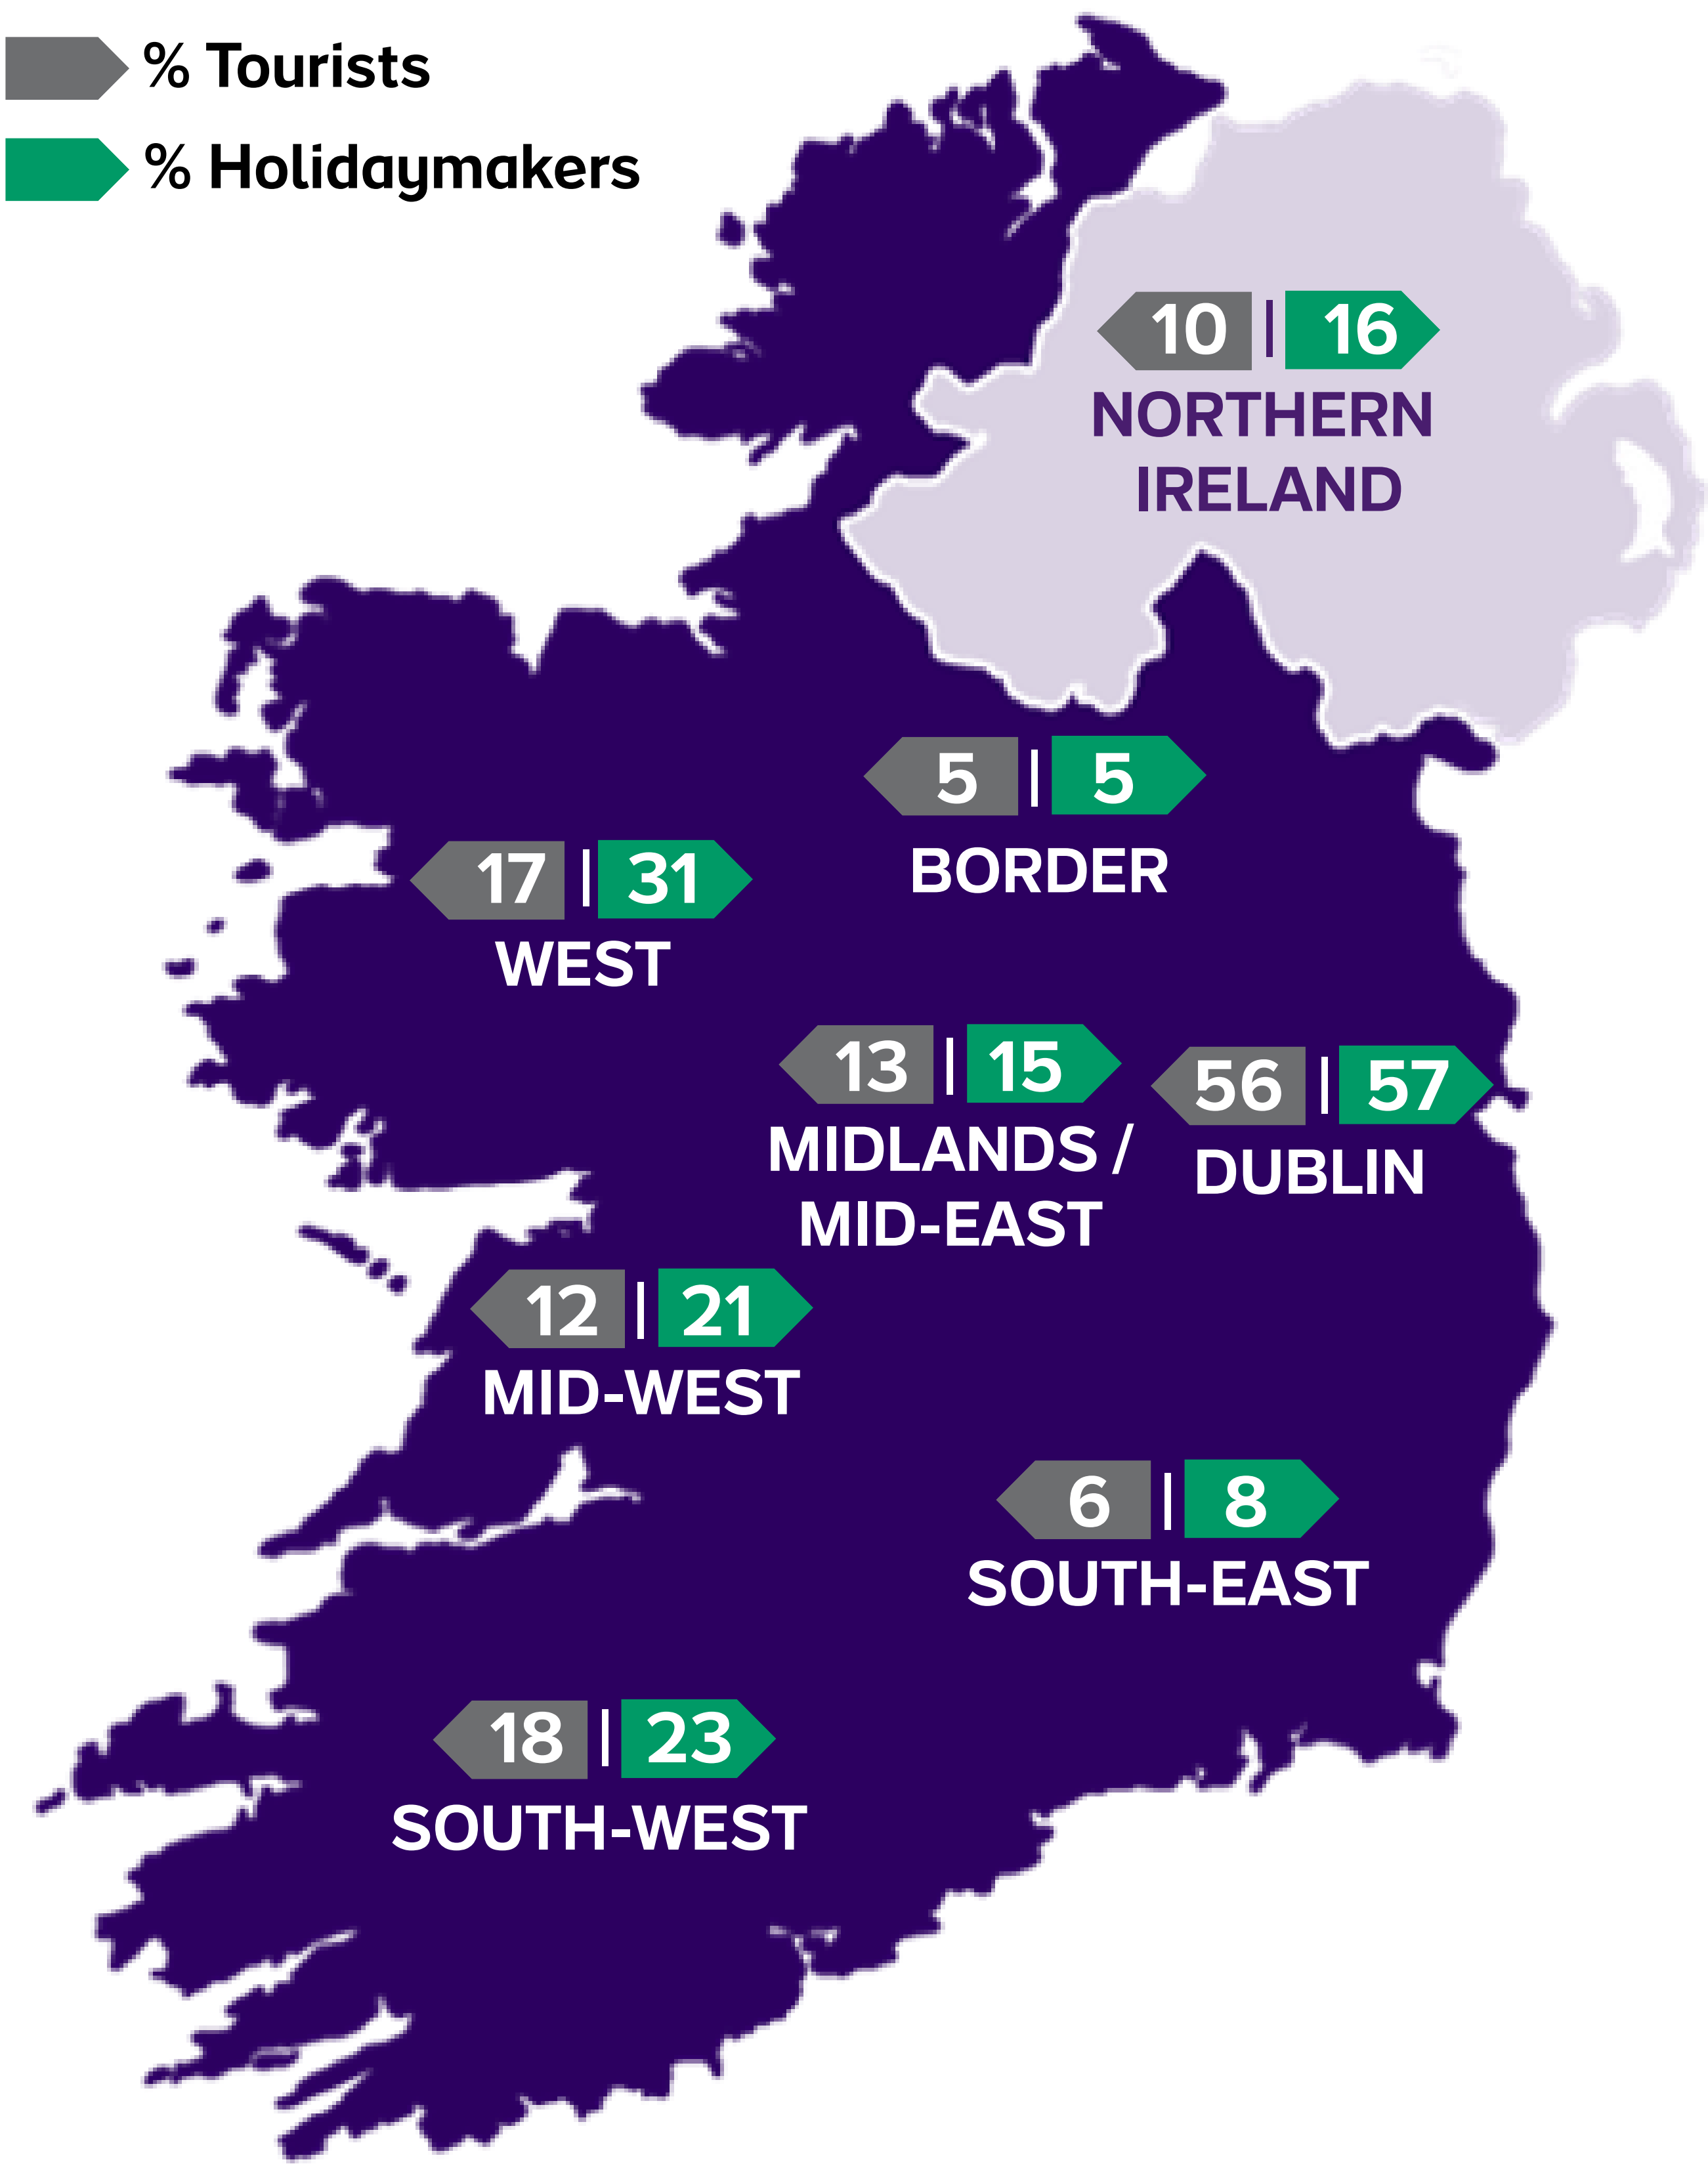 % Tourists
% Holidaymakers
10 | 16
NORTHERN
IRELAND
5 | 5
BORDER
17 | 31
WEST
13 | 15
MIDLANDS /
MID-EAST
56 | 57
DUBLIN
12 | 21
MID-WEST
6 | 8
SOUTH-EAST
18 | 23
SOUTH-WEST